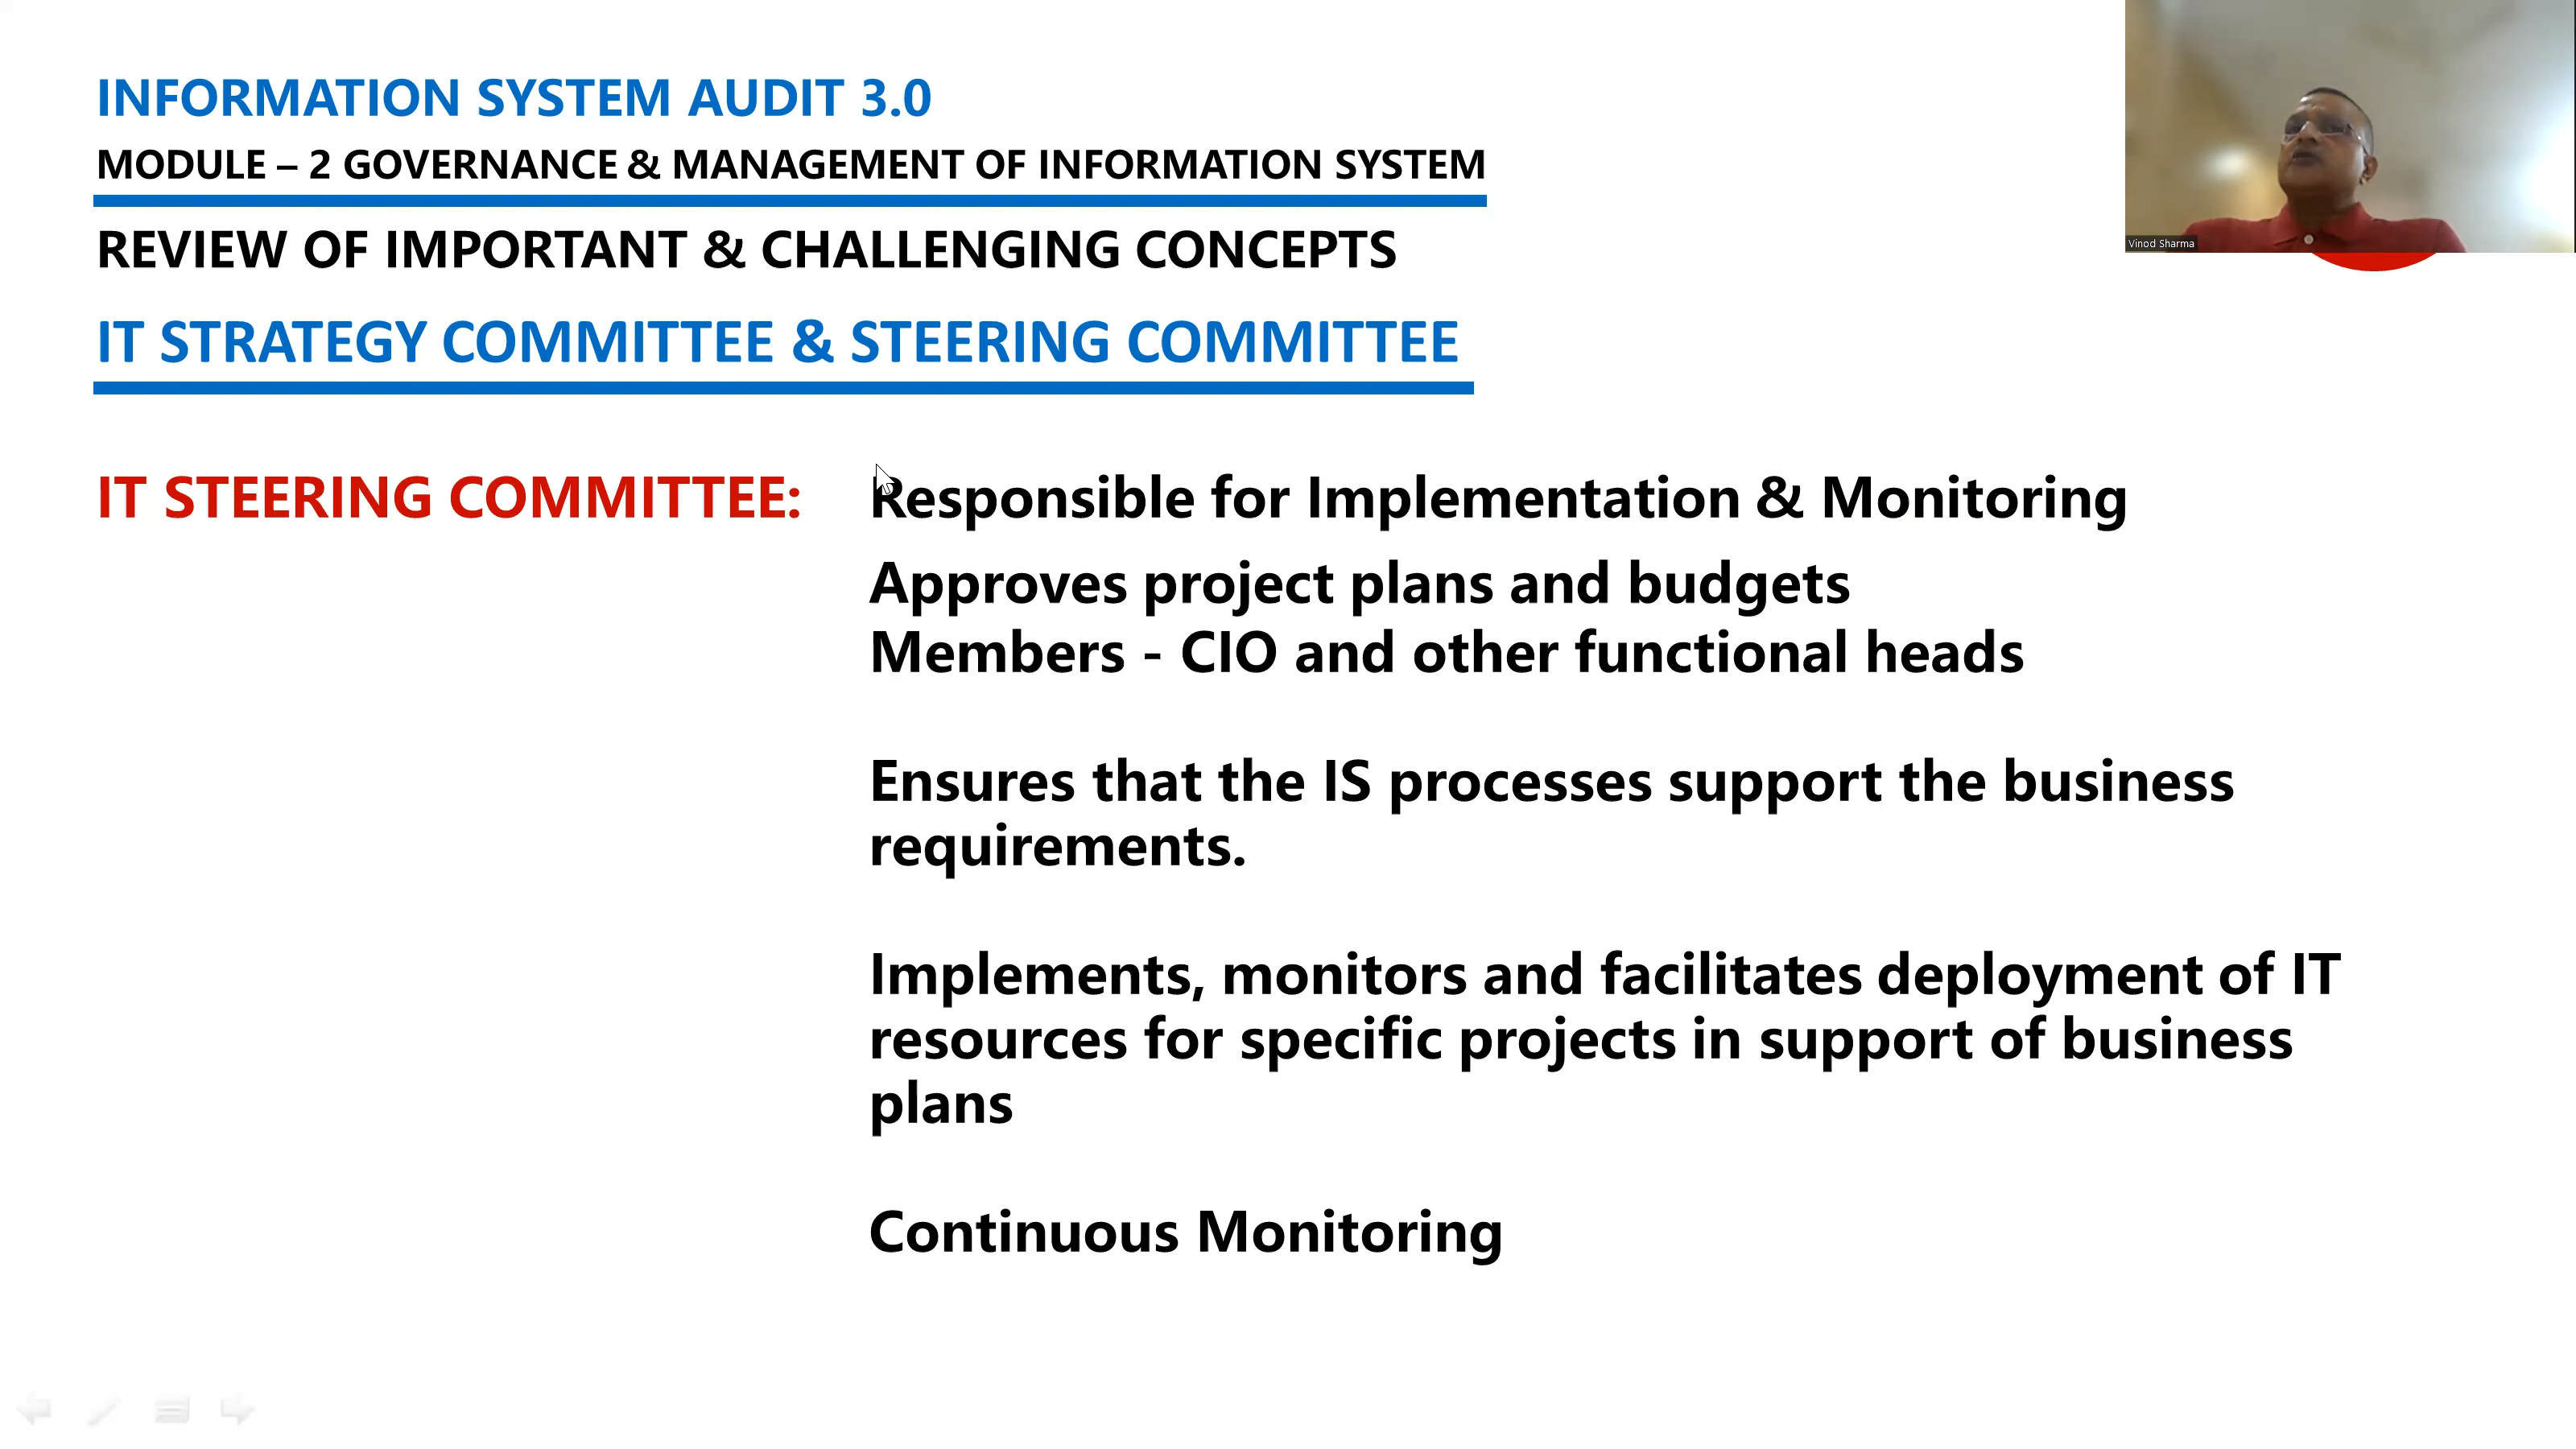 INFORMATION SYSTEM AUDIT 3.0
MODULE – 2 GOVERNANCE & MANAGEMENT OF INFORMATION SYSTEM
REVIEW OF IMPORTANT & CHALLENGING CONCEPTS
IT STRATEGY COMMITTEE & STEERING COMMITTEE
Vinod Sharma
IT STEERING COMMITTEE: Responsible for Implementation & Monitoring
Approves project plans and budgets
Members - CIO and other functional heads
Ensures that the IS processes support the business
requirements.
Implements, monitors and facilitates deployment of IT
resources for specific projects in support of business
plans
Continuous Monitoring